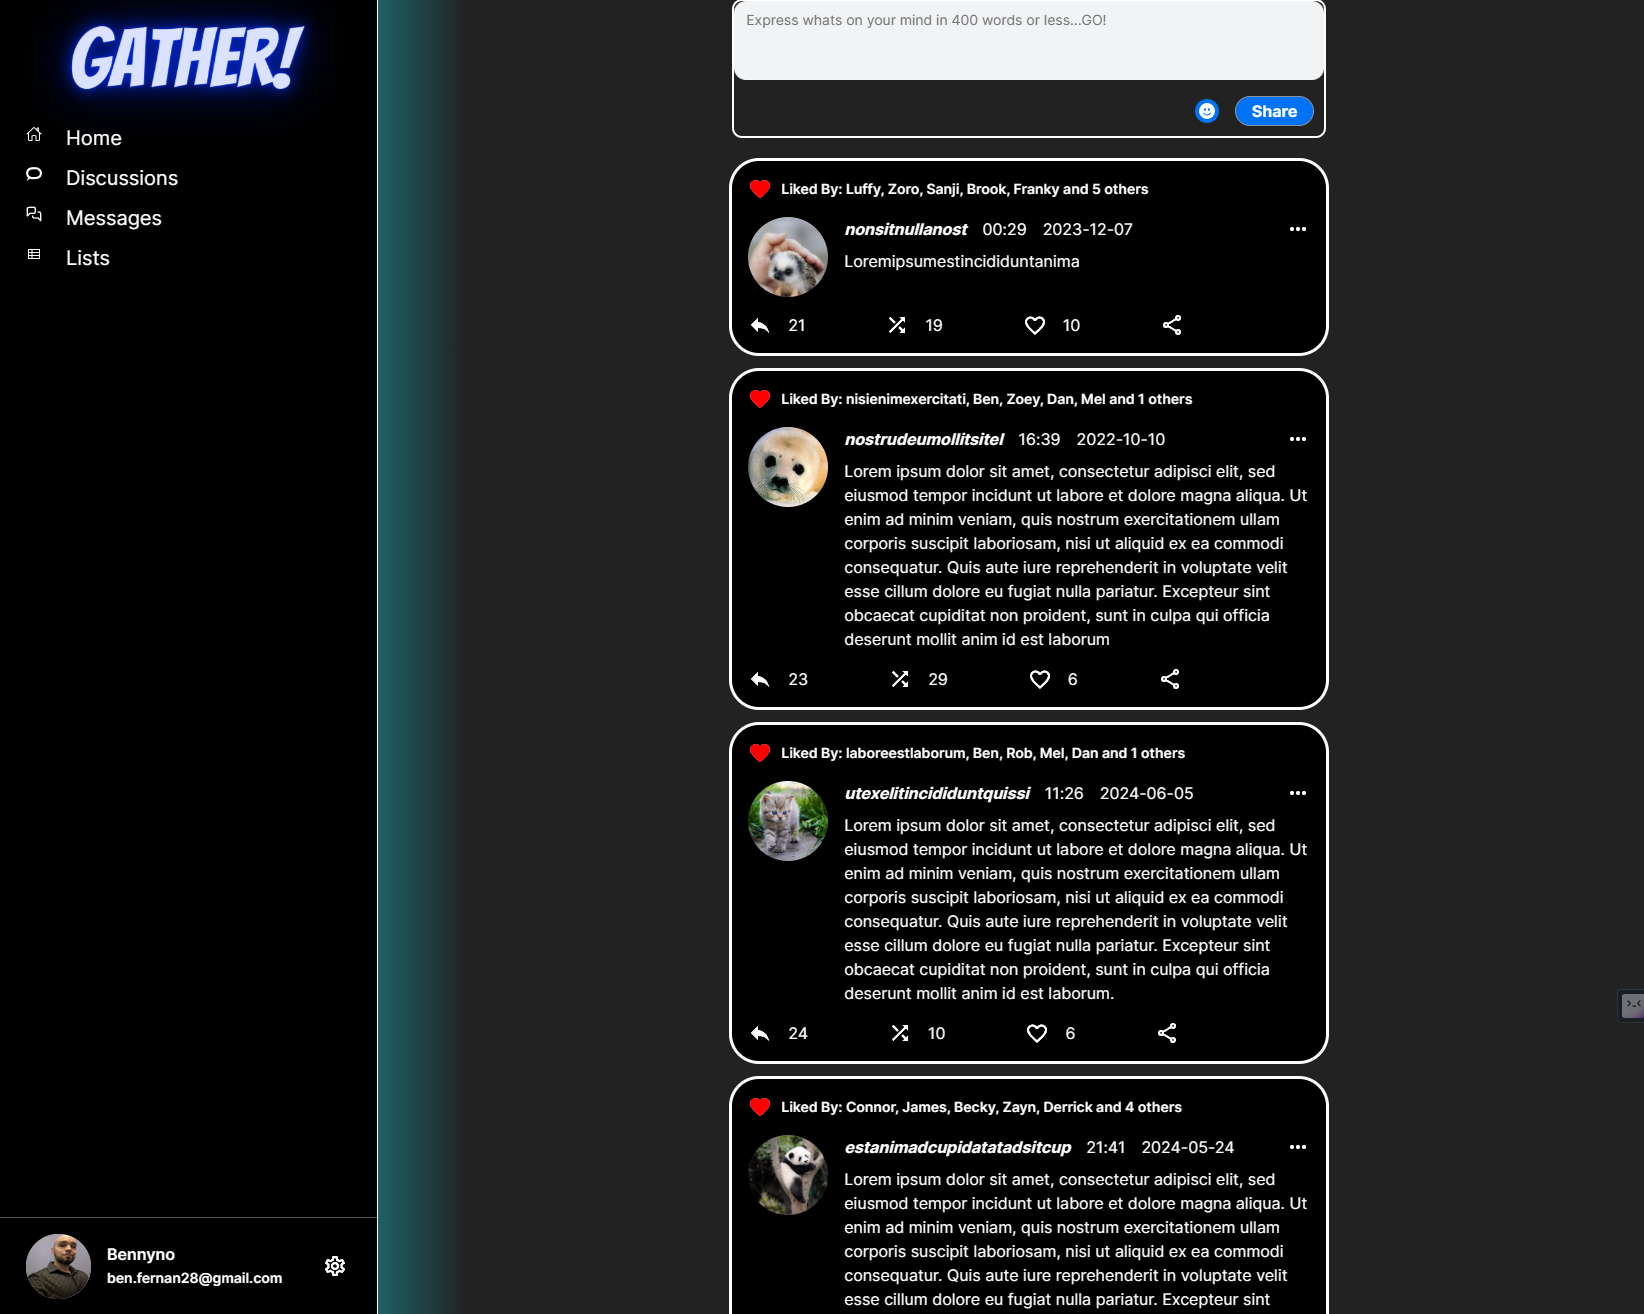 GATHER!
Home
Discussions
Messages
Lists
Bennyno
ben.fernan28@gmail.com
Express whats on your mind in 400 words or less...GO!
Share
Liked By: Luffy, Zoro, Sanji, Brook, Franky and 5 others
nonsitnullanost 00:29 2023-12-07
Loremipsumestincididuntanima
21 19 10
Liked By: nisienimexercitati, Ben, Zoey, Dan, Mel and 1 others
nostrudeumollitsitel 16:39 2022-10-10
Lorem ipsum dolor sit amet, consectetur adipisci elit, sed
eiusmod tempor incidunt ut labore et dolore magna aliqua. Ut
enim ad minim veniam, quis nostrum exercitationem ullam
corporis suscipit laboriosam, nisi ut aliquid ex ea commodi
consequatur. Quis aute iure reprehenderit in voluptate velit
esse cillum dolore eu fugiat nulla pariatur. Excepteur sint
obcaecat cupiditat non proident, sunt in culpa qui officia
deserunt mollit anim id est laborum
23 29 6
Liked By: laboreestlaborum, Ben, Rob, Mel, Dan and 1 others
utexelitincididuntquissi 11:26 2024-06-05
Lorem ipsum dolor sit amet, consectetur adipisci elit, sed
eiusmod tempor incidunt ut labore et dolore magna aliqua. Ut
enim ad minim veniam, quis nostrum exercitationem ullam
corporis suscipit laboriosam, nisi ut aliquid ex ea commodi
consequatur. Quis aute iure reprehenderit in voluptate velit
esse cillum dolore eu fugiat nulla pariatur. Excepteur sint
obcaecat cupiditat non proident, sunt in culpa qui officia
deserunt mollit anim id est laborum.
24 10 6
Liked By: Connor, James, Becky, Zayn, Derrick and 4 others
estanimadcupidatatadsitcup 21:41 2024-05-24
Lorem ipsum dolor sit amet, consectetur adipisci elit, sed
eiusmod tempor incidunt ut labore et dolore magna aliqua. Ut
enim ad minim veniam, quis nostrum exercitationem ullam
corporis suscipit laboriosam, nisi ut aliquid ex ea commodi
consequatur. Quis aute iure reprehenderit in voluptate velit
esse cillum dolore eu fugiat nulla pariatur. Excepteur sint